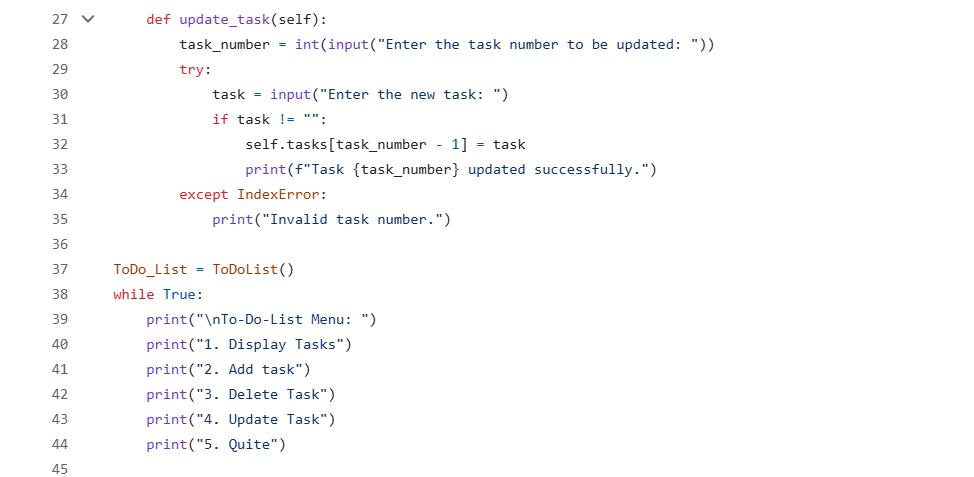 27 def update_task(self):
28 task_number = int(input("Enter the task number to be updated: "))
29 try:
30 task = input("Enter the new task: ")
31 if task != "":
32 self.tasks[task_number - 1] = task
33 print(f"Task {task_number} updated successfully.")
34 except IndexError:
35 print("Invalid task number.")
36
37 ToDo_List = ToDoList()
38 while True:
39 print("\nTo-Do-List Menu: ")
40 print("1. Display Tasks")
41 print("2. Add task")
42 print("3. Delete Task")
43 print("4. Update Task")
44 print("5. Quite")
45